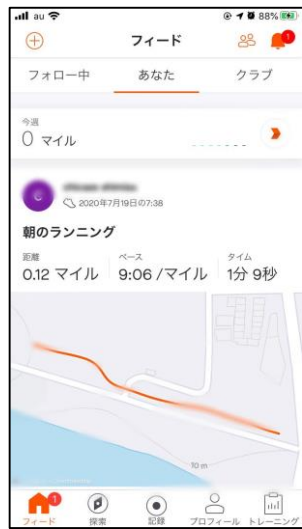 au 88%
フィード 1
フォロー中 あなた クラブ
今週
0 マイル
C
2020年7月19日の7:38
朝のランニング
距離 ペース タイム
0.12 マイル 9:06 /マイル 1分 9秒
10 m
1
フィード 探索 記録 プロフィール トレーニング